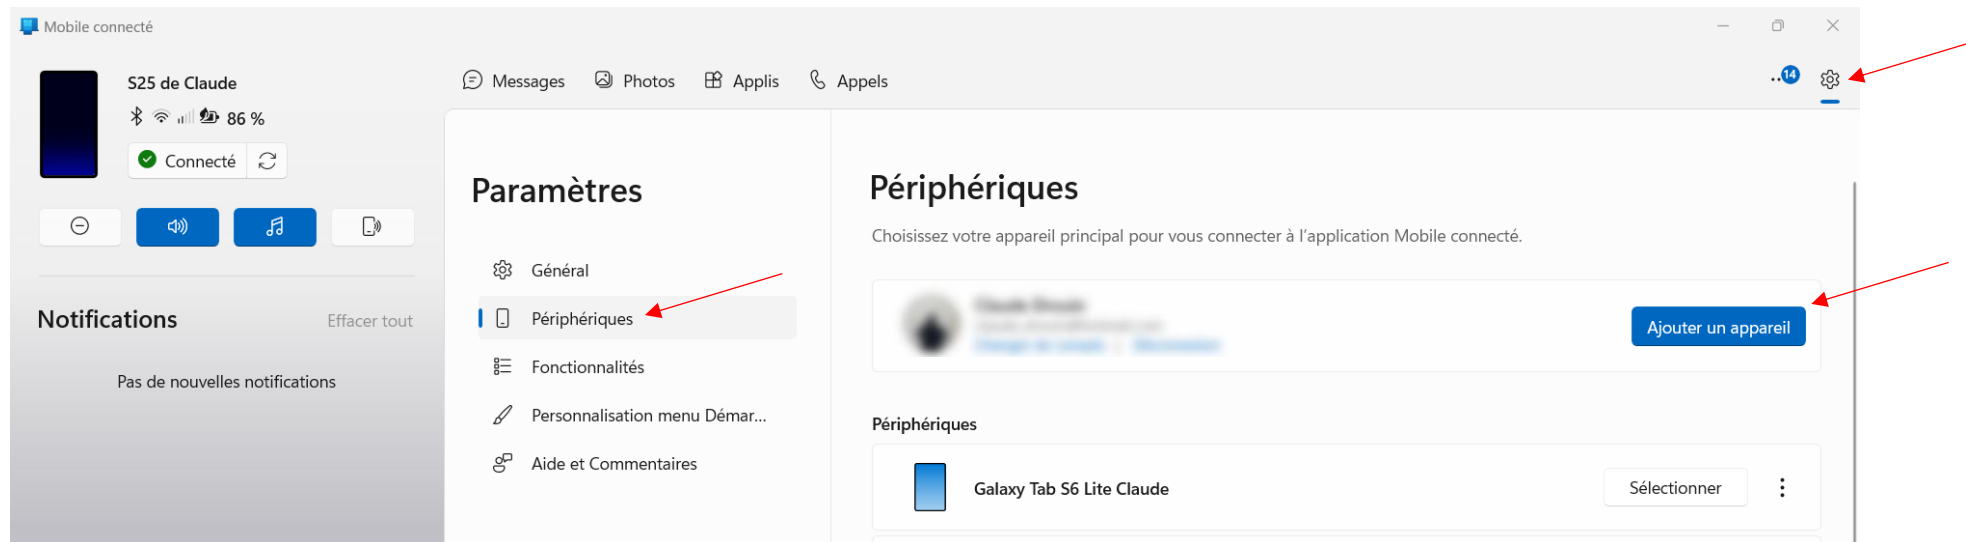 Mobile connecté
S25 de Claude
86 %
Connecté
Notifications
Effacer tout
Pas de nouvelles notifications
Messages
Photos
Applis
Appels
14
Paramètres
Général
Périphériques
Fonctionnalités
Personnalisation menu Démar...
Aide et Commentaires
Périphériques
Choisissez votre appareil principal pour vous connecter à l'application Mobile connecté.
Ajouter un appareil
Périphériques
Galaxy Tab S6 Lite Claude
Sélectionner